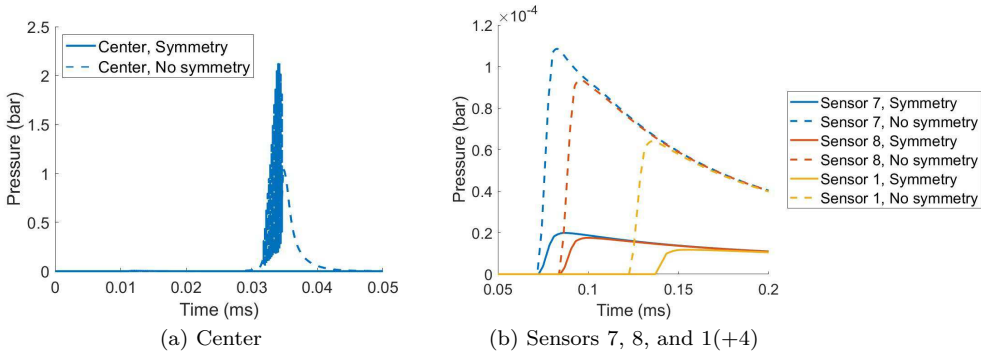 2.5
2
1.5
1
0.5
0
Pressure (bar)
Center, Symmetry
Center, No symmetry
0 0.01 0.02 0.03 0.04 0.05
Time (ms)
(a) Center
×10⁻⁴
1.2
1
0.8
0.6
0.4
0.2
0
Pressure (bar)
0.05 0.1 0.15 0.2
Time (ms)
Sensor 7, Symmetry
Sensor 7, No symmetry
Sensor 8, Symmetry
Sensor 8, No symmetry
Sensor 1, Symmetry
Sensor 1, No symmetry
(b) Sensors 7, 8, and 1(+4)